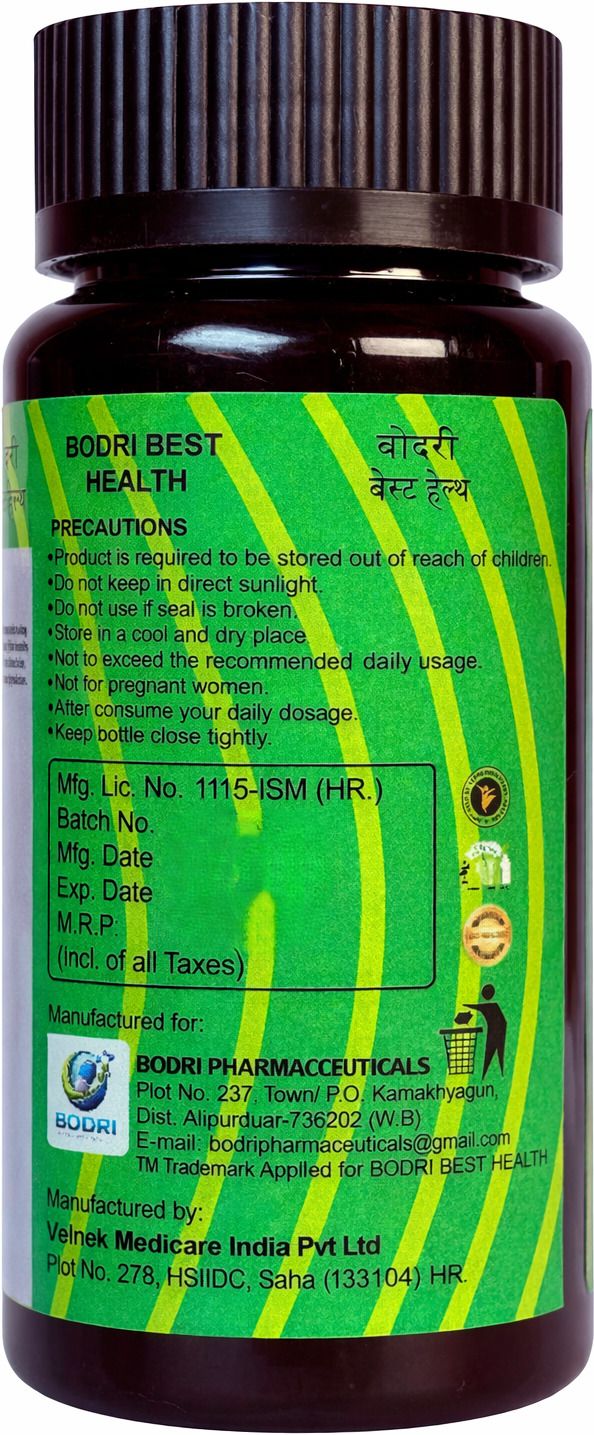 BODRI BEST
HEALTH
बोदरी
बेस्ट हेल्थ
PRECAUTIONS
•Product is required to be stored out of reach of children.
•Do not keep in direct sunlight.
•Do not use if seal is broken.
•Store in a cool and dry place
•Not to exceed the recommended daily usage.
•Not for pregnant women.
•After consume your daily dosage.
•Keep bottle close tightly.
Mfg. Lic. No. 1115-ISM (HR.)
Batch No.
Mfg. Date
Exp. Date
M.R.P:
(Incl. of all Taxes)
Manufactured for:
BODRI
BODRI PHARMACCEUTICALS
Plot No. 237, Town/ P.O. Kamakhyagun,
Dist. Alipurduar-736202 (W.B)
E-mail: bodripharmaceuticals@gmail.com
TM Trademark Applled for BODRI BEST HEALTH
Manufactured by:
Velnek Medicare India Pvt Ltd
Plot No. 278, HSIIDC, Saha (133104) HR.